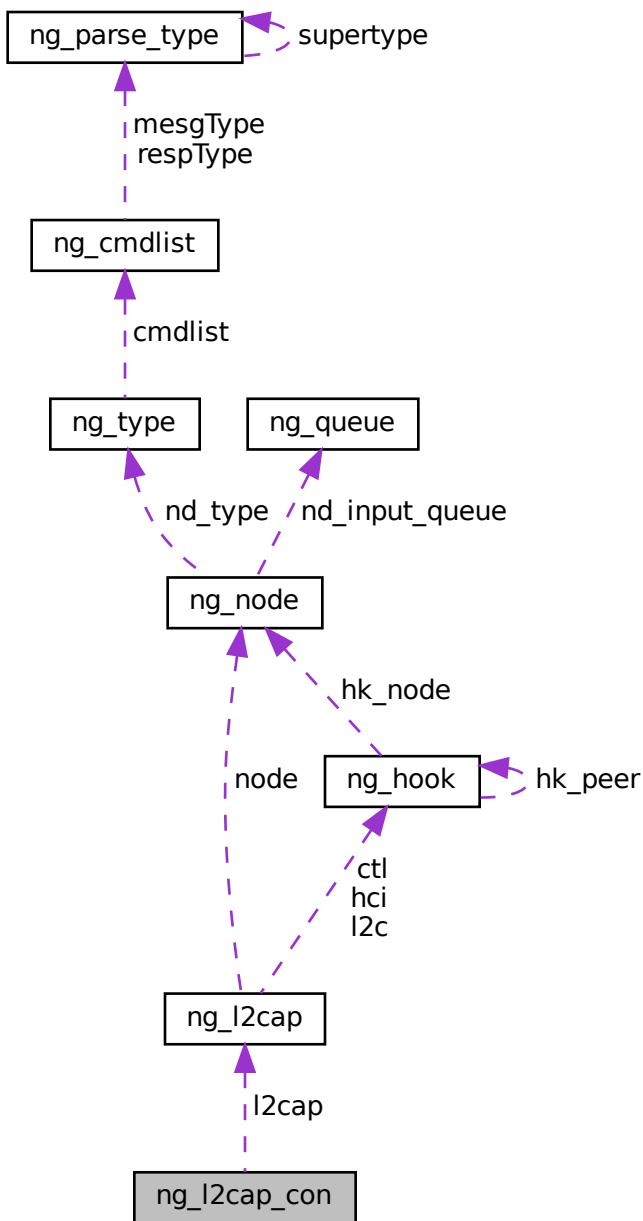 ng_parse_type
supertype
mesgType
respType
ng_cmdlist
cmdlist
ng_type
ng_queue
nd_type
nd_input_queue
ng_node
hk_node
node
ng_hook
hk_peer
ctl
hci
l2c
ng_l2cap
l2cap
ng_l2cap_con